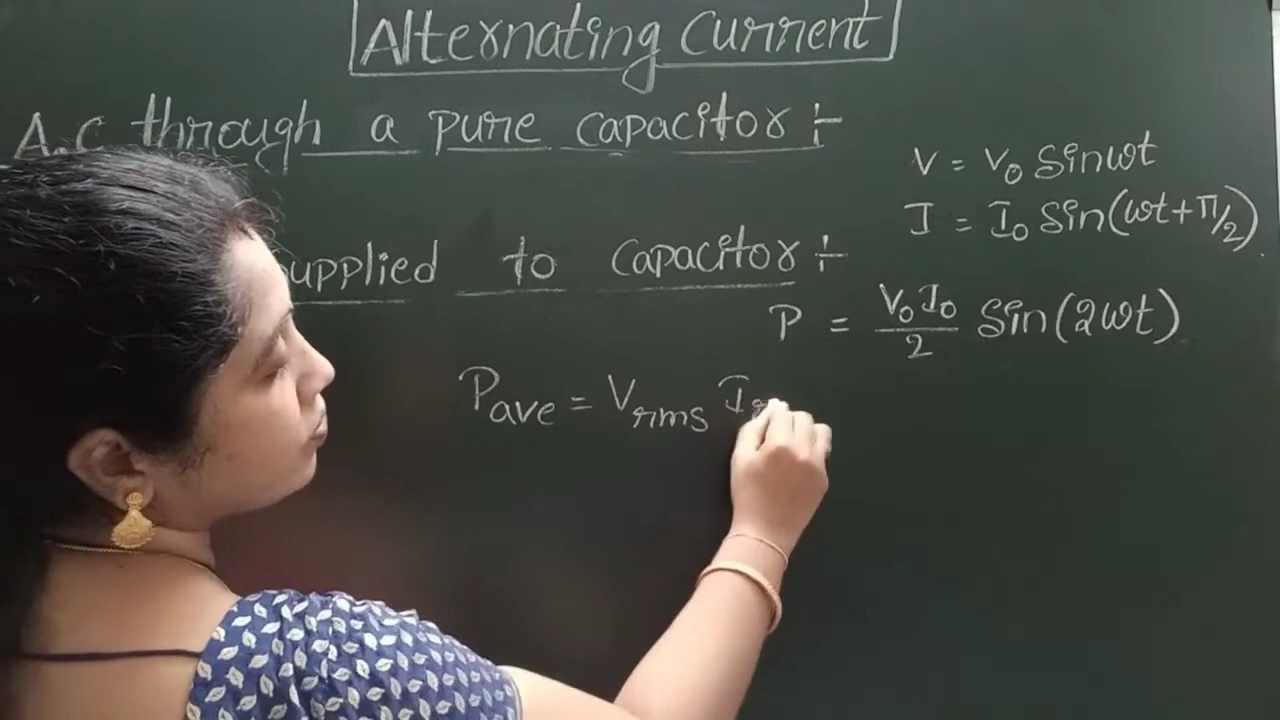 Alternating Current
A.C through a pure capacitor :-
V = V₀ Sinωt
I = I₀ Sin(ωt+π/2)
supplied to capacitor :-
P = V₀I₀/2 Sin(2ωt)
Pave = Vrms I